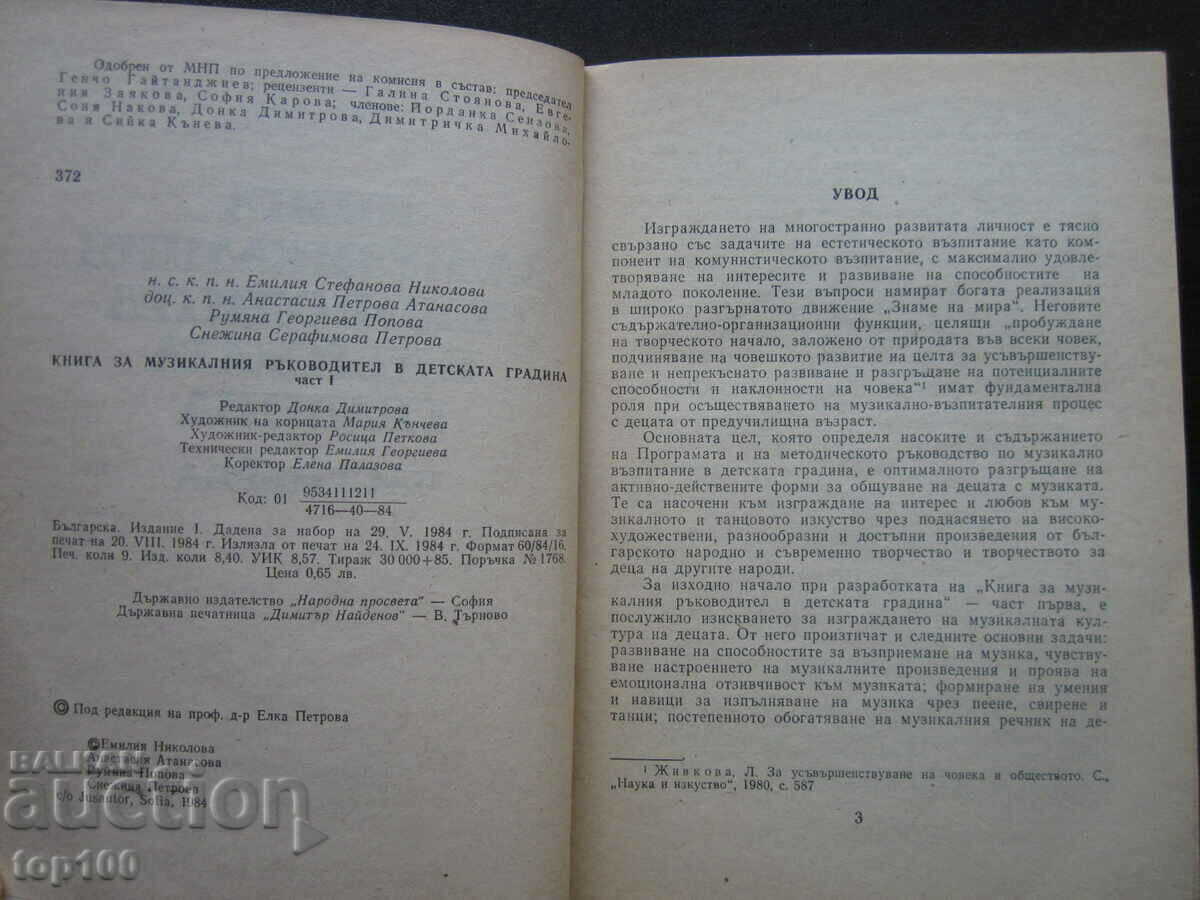 Одобрен от МНП по предложение на комисия в състав: председател
Генчо Гайтанджиев; рецензенти — Галина Стоянова, Евге-
ния Заякова, София Карова; членове: Йорданка Сензова,
Соня Накова, Донка Димитрова, Димитричка Михайло-
ва и Сийка Кънева.
372
н. с. к. п. н. Емилия Стефанова Николова
доц. к. п. н. Анастасия Петрова Атанасова
Румяна Георгиева Попова
Снежина Серафимова Петрова
КНИГА ЗА МУЗИКАЛНИЯ РЪКОВОДИТЕЛ В ДЕТСКАТА ГРАДИНА
част I
Редактор Донка Димитрова
Художник на корицата Мария Кънчева
Художник-редактор Росица Петкова
Технически редактор Емилия Георгиева
Коректор Елена Палазова
Код: 01 9534111211
4716—40—84
Българска. Издание I. Дадена за набор на 29. V. 1984 г. Подписана за
печат на 20. VIII. 1984 г. Излязла от печат на 24. IX. 1984 г. Формат 60/84/16.
Печ. коли 9. Изд. коли 8,40. УИК 8,57. Тираж 30 000+85. Поръчка № 1768.
Цена 0,65 лв.
Държавно издателство „Народна просвета" — София
Държавна печатница „Димитър Найденов" — В. Търново
© Под редакция на проф. д-р Елка Петрова
©Емилия Николова
Анастасия Атанасова
Румяна Попова
Снежина Петрова
c/o Jusautor, Sofia, 1984
УВОД
Изграждането на многостранно развитата личност е тясно
свързано със задачите на естетическото възпитание като ком-
понент на комунистическото възпитание, с максимално удовле-
творяване на интересите и развиване на способностите на
младото поколение. Тези въпроси намират богата реализация
в широко разгърнатото движение „Знаме на мира". Неговите
съдържателно-организационни функции, целящи „пробуждане
на творческото начало, заложено от природата във всеки човек,
подчиняване на човешкото развитие на целта за усъвършенству-
ване и непрекъснато развиване и разгръщане на потенциалните
способности и наклонности на човека"¹ имат фундаментална
роля при осъществяването на музикално-възпитателния процес
с децата от предучилищна възраст.
Основната цел, която определя насоките и съдържанието
на Програмата и на методическото ръководство по музикално
възпитание в детската градина, е оптималното разгръщане на
активно-действените форми за общуване на децата с музиката.
Те са насочени към изграждане на интерес и любов към му-
зикалното и танцовото изкуство чрез поднасянето на високо-
художествени, разнообразни и достъпни произведения от бъл-
гарското народно и съвременно творчество и творчеството за
деца на другите народи.
За изходно начало при разработката на „Книга за музи-
калния ръководител в детската градина" — част първа, е
послужило изискването за изграждането на музикалната кул-
тура на децата. От него произтичат и следните основни задачи:
развиване на способностите за възприемане на музика, чувству-
ване настроението на музикалните произведения и проява на
емоционална отзивчивост към музиката; формиране на умения
и навици за изпълняване на музика чрез пеене, свирене и
танци; постепенното обогатяване на музикалния речник на де-
¹ Живкова, Л. За усъвършенствуване на човека и обществото. С.,
„Наука и изкуство", 1980, с. 587
3
BALKAN
auction
top100